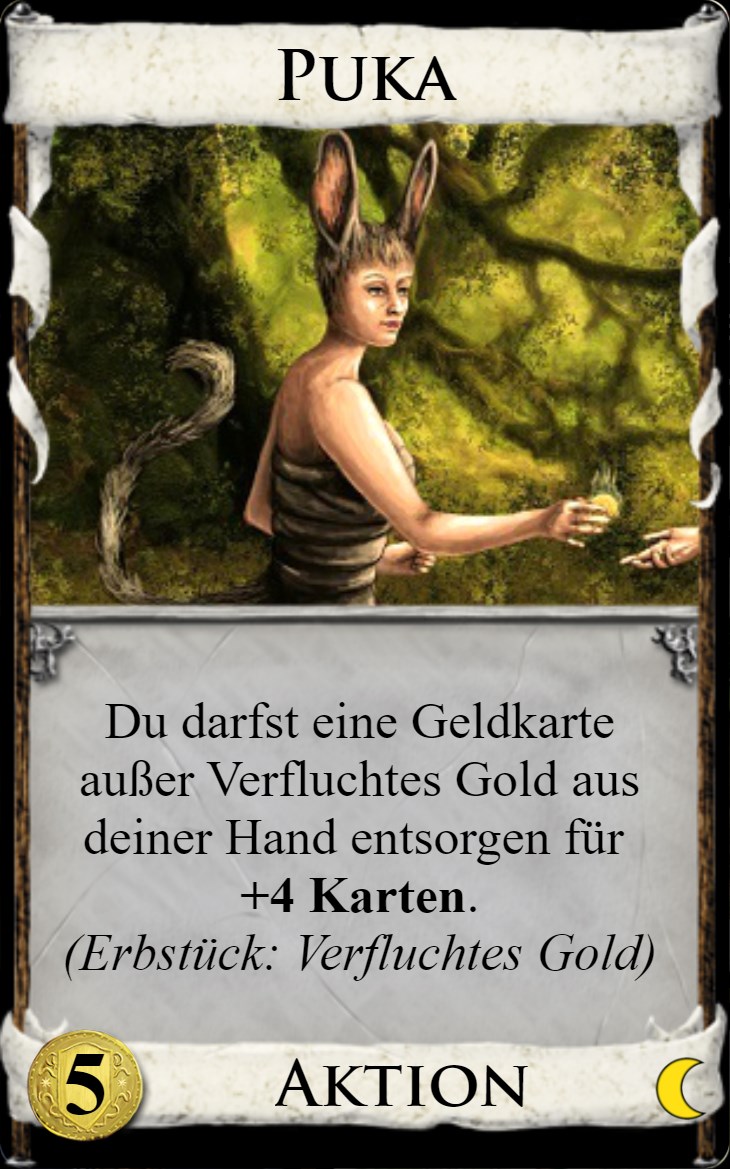 Puka
Du darfst eine Geldkarte
außer Verfluchtes Gold aus
deiner Hand entsorgen für
+4 Karten.
(Erbstück: Verfluchtes Gold)
5
Aktion